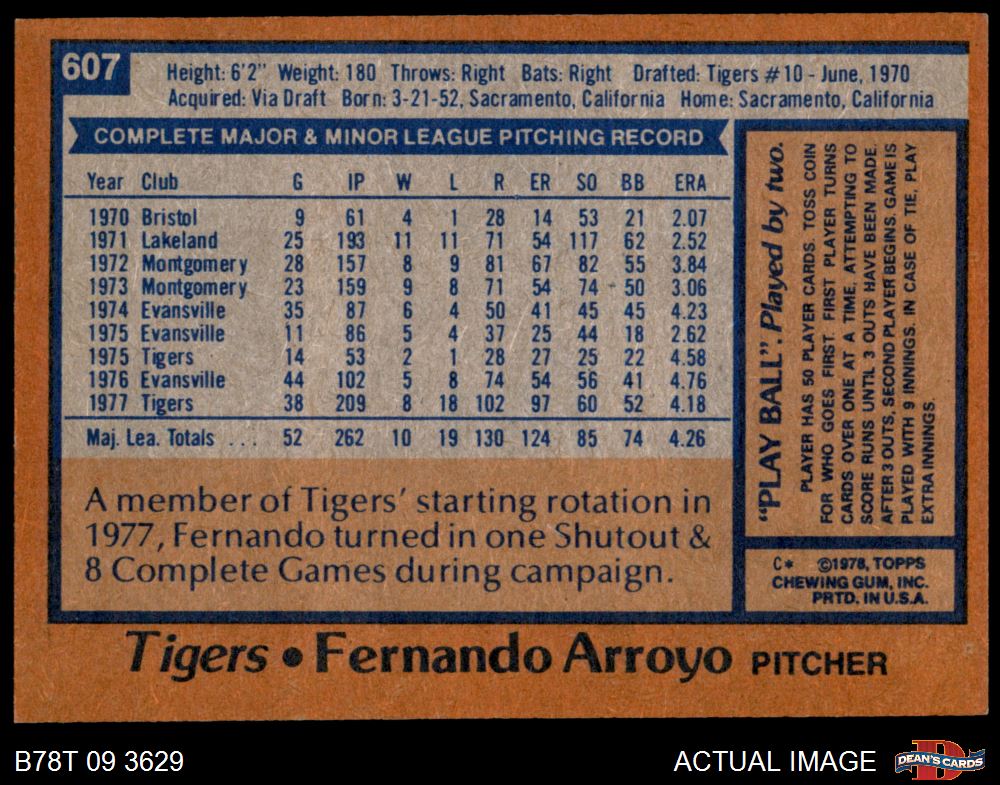 607
Height: 6'2" Weight: 180 Throws: Right Bats: Right Drafted: Tigers #10 - June, 1970
Acquired: Via Draft Born: 3-21-52, Sacramento, California Home: Sacramento, California
COMPLETE MAJOR & MINOR LEAGUE PITCHING RECORD
Year Club G IP W L R ER SO BB ERA
1970 Bristol 9 61 4 1 28 14 53 21 2.07
1971 Lakeland 25 193 11 11 71 54 117 62 2.52
1972 Montgomery 28 157 8 9 81 67 82 55 3.84
1973 Montgomery 23 159 9 8 71 54 74 50 3.06
1974 Evansville 35 87 6 4 50 41 45 45 4.23
1975 Evansville 11 86 5 4 37 25 44 18 2.62
1975 Tigers 14 53 2 1 28 27 25 22 4.58
1976 Evansville 44 102 5 8 74 54 56 41 4.76
1977 Tigers 38 209 8 18 102 97 60 52 4.18
Maj. Lea. Totals ... 52 262 10 19 130 124 85 74 4.26
A member of Tigers' starting rotation in
1977, Fernando turned in one Shutout &
8 Complete Games during campaign.
"PLAY BALL". Played by two.
PLAYER HAS 50 PLAYER CARDS. TOSS COIN
FOR WHO GOES FIRST. FIRST PLAYER TURNS
CARDS OVER ONE AT A TIME, ATTEMPTING TO
SCORE RUNS UNTIL 3 OUTS HAVE BEEN MADE.
AFTER 3 OUTS, SECOND PLAYER BEGINS. GAME IS
PLAYED WITH 9 INNINGS. IN CASE OF TIE, PLAY
EXTRA INNINGS.
C* ©1978, TOPPS
CHEWING GUM, INC.
PRTD. IN U.S.A.
Tigers • Fernando Arroyo PITCHER
B78T 09 3629
ACTUAL IMAGE
D
DEAN'S CARDS